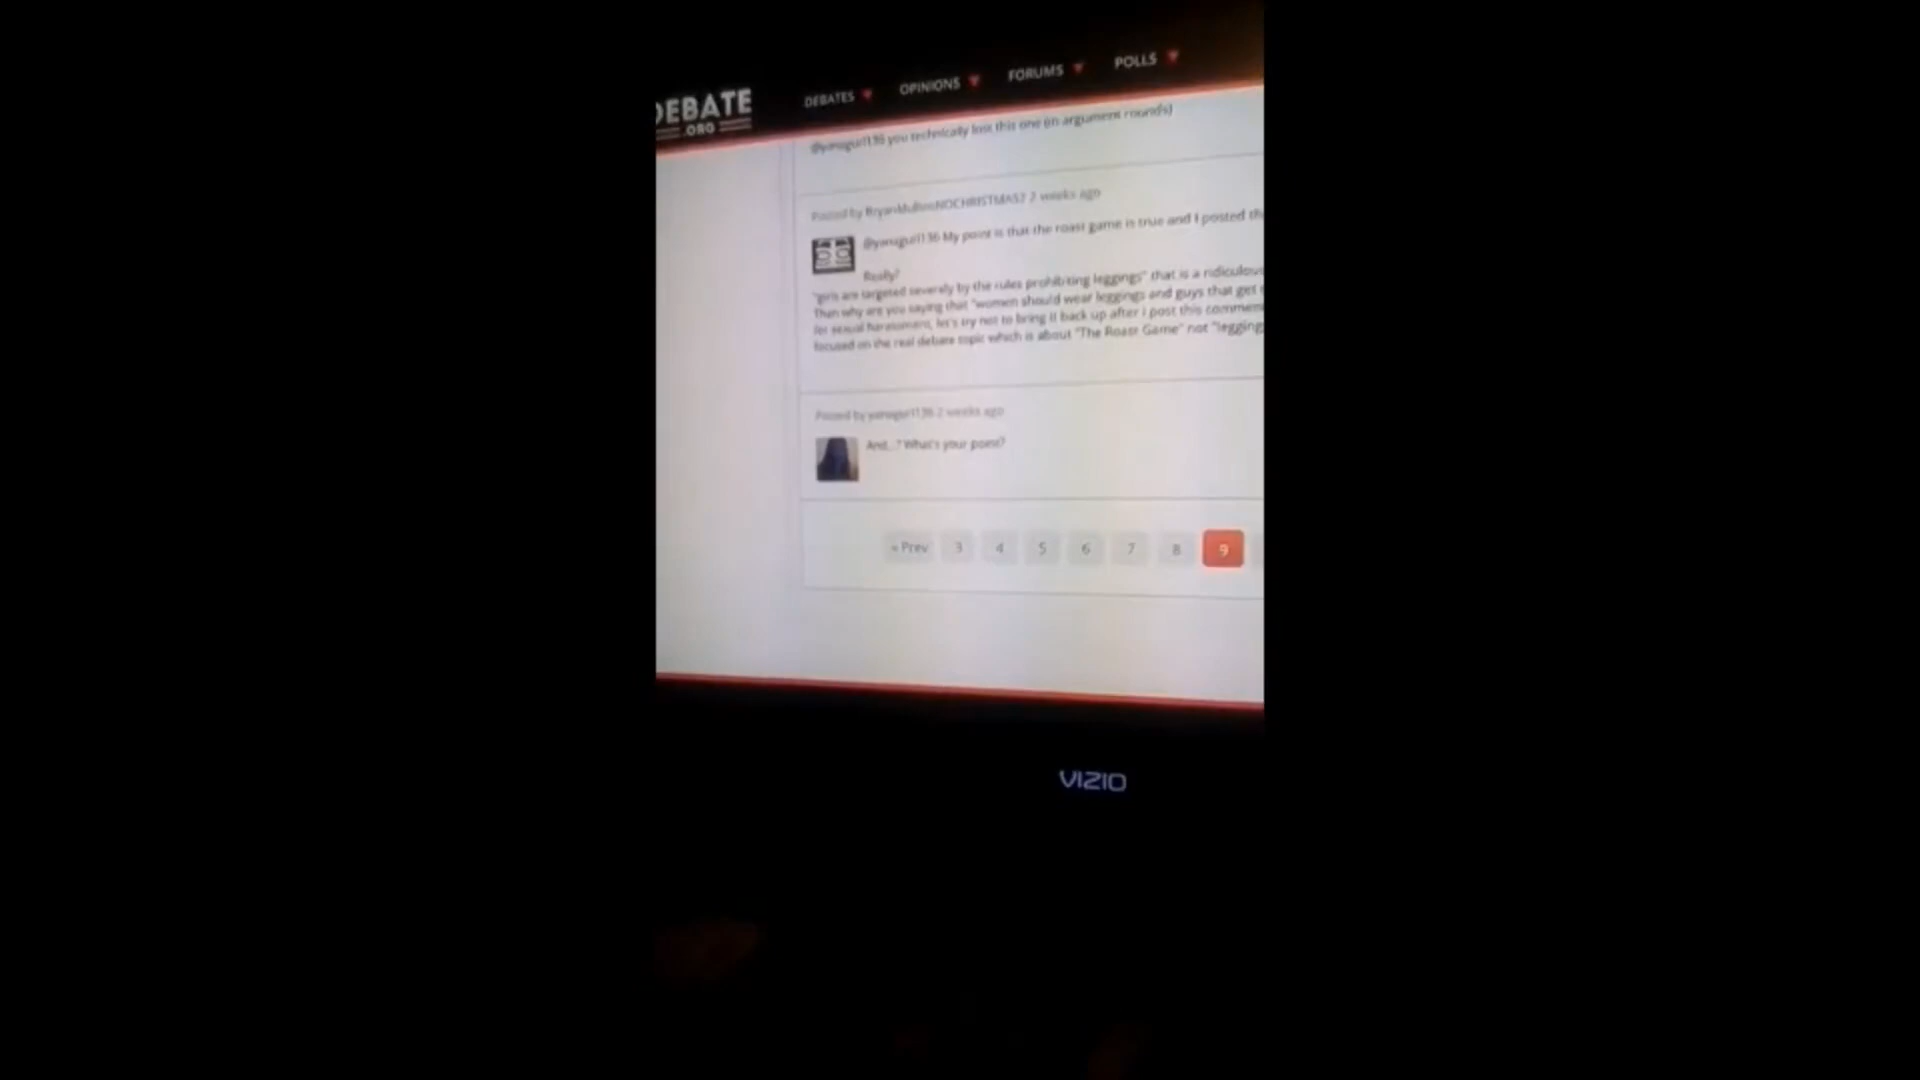 DEBATE
.ORG
DEBATES
OPINIONS
FORUMS
POLLS
you technically lost this one (in argument rounds)
Posted by 2 weeks ago
My point is that the roast game is true and I posted
Really?
"girls are targeted severely by the rules prohibiting leggings" that is a ridiculous
Than why are you saying that "women should wear leggings and guys that get
for sexual harassment, let's try not to bring it back up after I post this comment
focused on the real debate topic which is about "The Roast Game" not "legging
Posted by 2 weeks ago
And...? What's your point?
« Prev 3 4 5 6 7 8 9
VIZIO